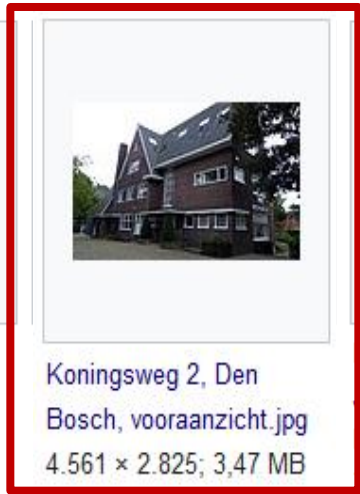 Koningsweg 2, Den
Bosch, vooraanzicht.jpg
4.561 × 2.825; 3,47 MB